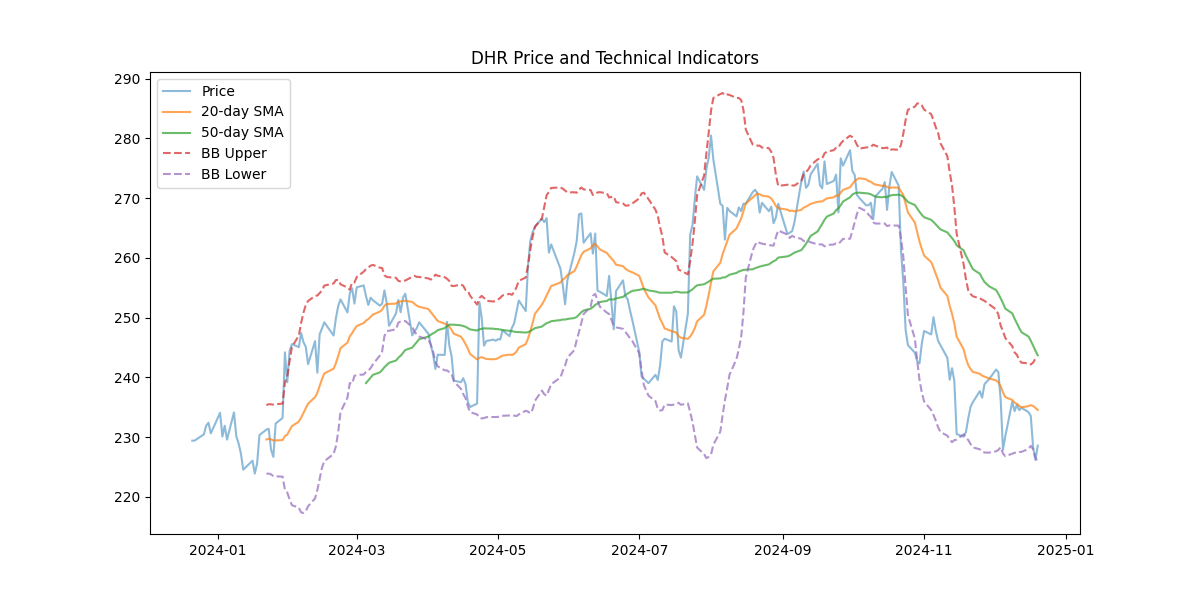 DHR Price and Technical Indicators
290
280
270
260
250
240
230
220
Price
20-day SMA
50-day SMA
BB Upper
BB Lower
2024-01
2024-03
2024-05
2024-07
2024-09
2024-11
2025-01